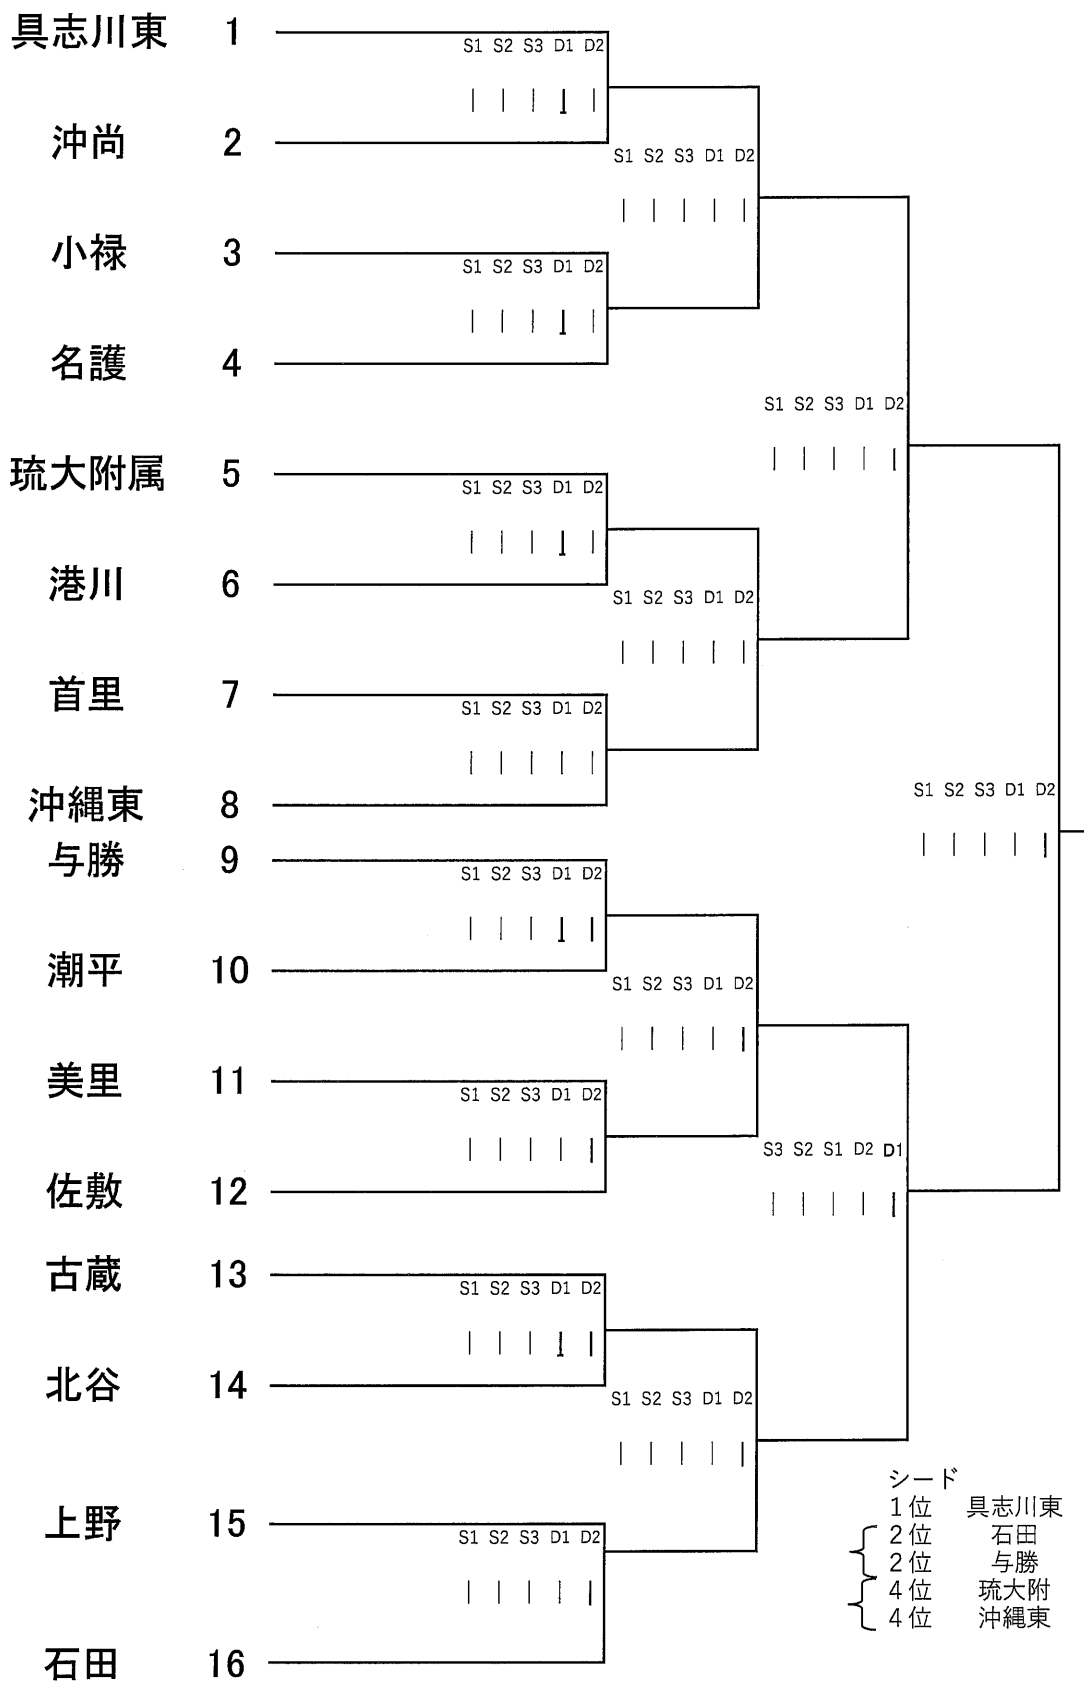 具志川東 1
S1 S2 S3 D1 D2
沖尚 2
S1 S2 S3 D1 D2
小禄 3
S1 S2 S3 D1 D2
名護 4
S1 S2 S3 D1 D2
琉大附属 5
S1 S2 S3 D1 D2
港川 6
S1 S2 S3 D1 D2
首里 7
S1 S2 S3 D1 D2
S1 S2 S3 D1 D2
沖縄東 8
与勝 9
S1 S2 S3 D1 D2
潮平 10
S1 S2 S3 D1 D2
美里 11
S1 S2 S3 D1 D2
S3 S2 S1 D2 D1
佐敷 12
古蔵 13
S1 S2 S3 D1 D2
北谷 14
S1 S2 S3 D1 D2
シード
1位 具志川東
上野 15
2位 石田
S1 S2 S3 D1 D2
2位 与勝
4位 琉大附
4位 沖縄東
石田 16